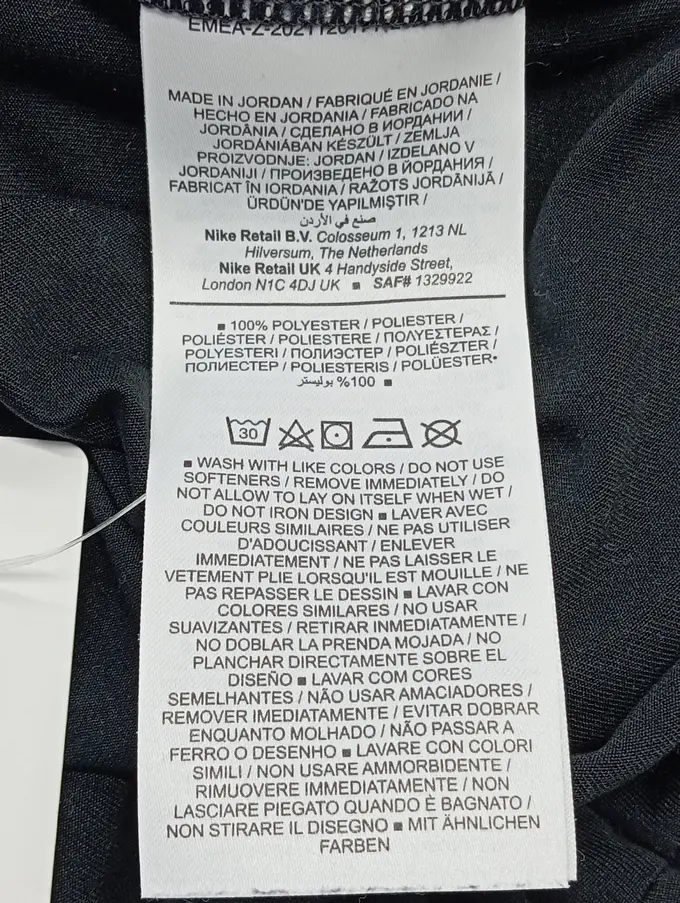 MADE IN JORDAN / FABRIQUÉ EN JORDANIE /
HECHO EN JORDANIA / FABRICADO NA
JORDÂNIA / СДЕЛАНО В ИОРДАНИИ /
JORDÁNIÁBAN KÉSZÜLT / ZEMLJA
PROIZVODNJE: JORDAN / IZDELANO V
JORDANIJI / ПРОИЗВЕДЕНО В ЙОРДАНИЯ /
FABRICAT ÎN IORDANIA / RAŽOTS JORDĀNIJĀ /
ÜRDÜN'DE YAPILMIŞTIR /
صنع في الأردن
Nike Retail B.V. Colosseum 1, 1213 NL
Hilversum, The Netherlands
Nike Retail UK 4 Handyside Street,
London N1C 4DJ UK ■ SAF# 1329922
■ 100% POLYESTER / POLIESTER /
POLIÉSTER / POLIESTERE / ΠΟΛΥΕΣΤΕΡΑΣ /
POLYESTERI / ПОЛИЭСТЕР / POLIÉSZTER /
ПОЛИЕСТЕР / POLIESTERIS / POLÜESTER•
100% بوليستر ■
30
■ WASH WITH LIKE COLORS / DO NOT USE
SOFTENERS / REMOVE IMMEDIATELY / DO
NOT ALLOW TO LAY ON ITSELF WHEN WET /
DO NOT IRON DESIGN ■ LAVER AVEC
COULEURS SIMILAIRES / NE PAS UTILISER
D'ADOUCISSANT / ENLEVER
IMMEDIATEMENT / NE PAS LAISSER LE
VETEMENT PLIE LORSQU'IL EST MOUILLE / NE
PAS REPASSER LE DESSIN ■ LAVAR CON
COLORES SIMILARES / NO USAR
SUAVIZANTES / RETIRAR INMEDIATAMENTE /
NO DOBLAR LA PRENDA MOJADA / NO
PLANCHAR DIRECTAMENTE SOBRE EL
DISEÑO ■ LAVAR COM CORES
SEMELHANTES / NÃO USAR AMACIADORES /
REMOVER IMEDIATAMENTE / EVITAR DOBRAR
ENQUANTO MOLHADO / NÃO PASSAR A
FERRO O DESENHO ■ LAVARE CON COLORI
SIMILI / NON USARE AMMORBIDENTE /
RIMUOVERE IMMEDIATAMENTE / NON
LASCIARE PIEGATO QUANDO È BAGNATO /
NON STIRARE IL DISEGNO ■ MIT ÄHNLICHEN
FARBEN